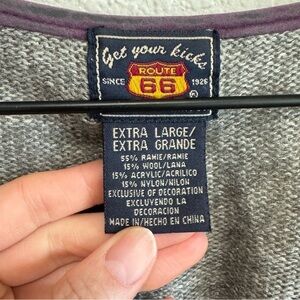 Get your kicks
SINCE
ROUTE
66
1926
EXTRA LARGE/
EXTRA GRANDE
55% RAMIE/RAMIE
15% WOOL/LANA
15% ACRYLIC/ACRILICO
15% NYLON/NILON
EXCLUSIVE OF DECORATION
EXCLUYENDO LA
DECORACION
MADE IN/HECHO EN CHINA